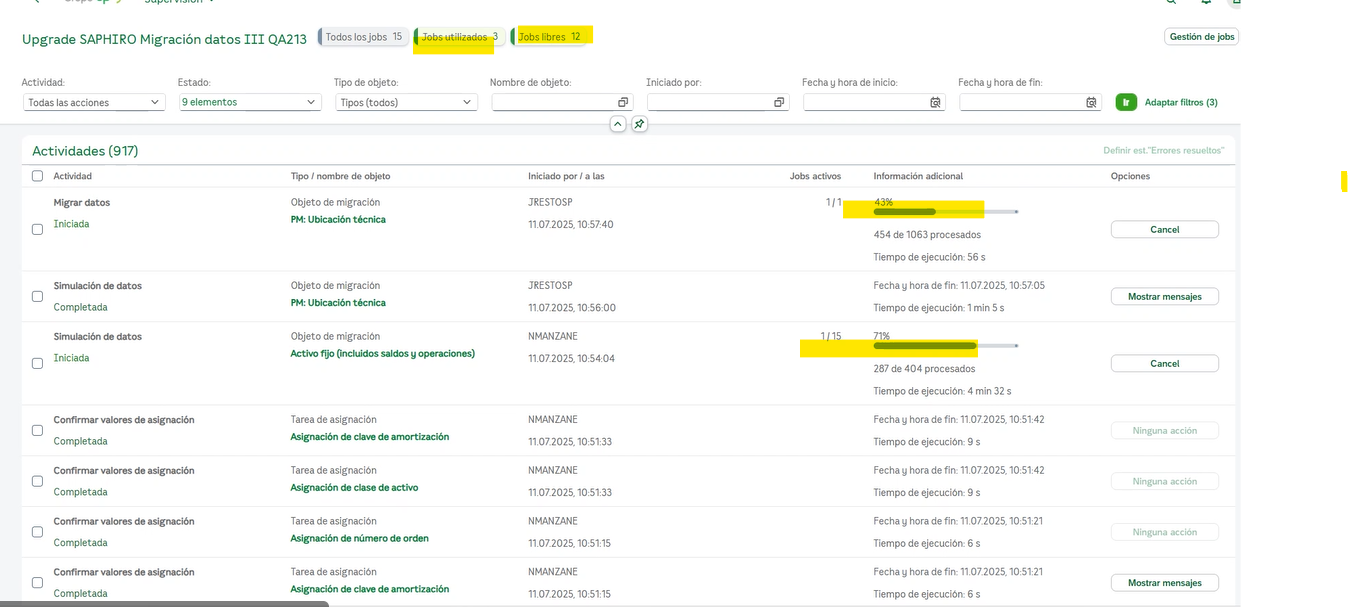 Supervisión
Upgrade SAPHIRO Migración datos III QA213
Todos los jobs 15
Jobs utilizados 3
Jobs libres 12
Gestión de jobs
Actividad:
Estado:
Tipo de objeto:
Nombre de objeto:
Iniciado por:
Fecha y hora de inicio:
Fecha y hora de fin:
Todas las acciones
9 elementos
Tipos (todos)
Ir
Adaptar filtros (3)
Actividades (917)
Definir est."Errores resueltos"
Actividad
Tipo / nombre de objeto
Iniciado por / a las
Jobs activos
Información adicional
Opciones
Migrar datos
Iniciada
Objeto de migración
PM: Ubicación técnica
JRESTOSP
11.07.2025, 10:57:40
1 / 1
43%
454 de 1063 procesados
Tiempo de ejecución: 56 s
Cancel
Simulación de datos
Completada
Objeto de migración
PM: Ubicación técnica
JRESTOSP
11.07.2025, 10:56:00
Fecha y hora de fin: 11.07.2025, 10:57:05
Tiempo de ejecución: 1 min 5 s
Mostrar mensajes
Simulación de datos
Iniciada
Objeto de migración
Activo fijo (incluidos saldos y operaciones)
NMANZANE
11.07.2025, 10:54:04
1 / 15
71%
287 de 404 procesados
Tiempo de ejecución: 4 min 32 s
Cancel
Confirmar valores de asignación
Completada
Tarea de asignación
Asignación de clave de amortización
NMANZANE
11.07.2025, 10:51:33
Fecha y hora de fin: 11.07.2025, 10:51:42
Tiempo de ejecución: 9 s
Ninguna acción
Confirmar valores de asignación
Completada
Tarea de asignación
Asignación de clase de activo
NMANZANE
11.07.2025, 10:51:33
Fecha y hora de fin: 11.07.2025, 10:51:42
Tiempo de ejecución: 9 s
Ninguna acción
Confirmar valores de asignación
Completada
Tarea de asignación
Asignación de número de orden
NMANZANE
11.07.2025, 10:51:15
Fecha y hora de fin: 11.07.2025, 10:51:21
Tiempo de ejecución: 6 s
Ninguna acción
Confirmar valores de asignación
Completada
Tarea de asignación
Asignación de clave de amortización
NMANZANE
11.07.2025, 10:51:15
Fecha y hora de fin: 11.07.2025, 10:51:21
Tiempo de ejecución: 6 s
Mostrar mensajes